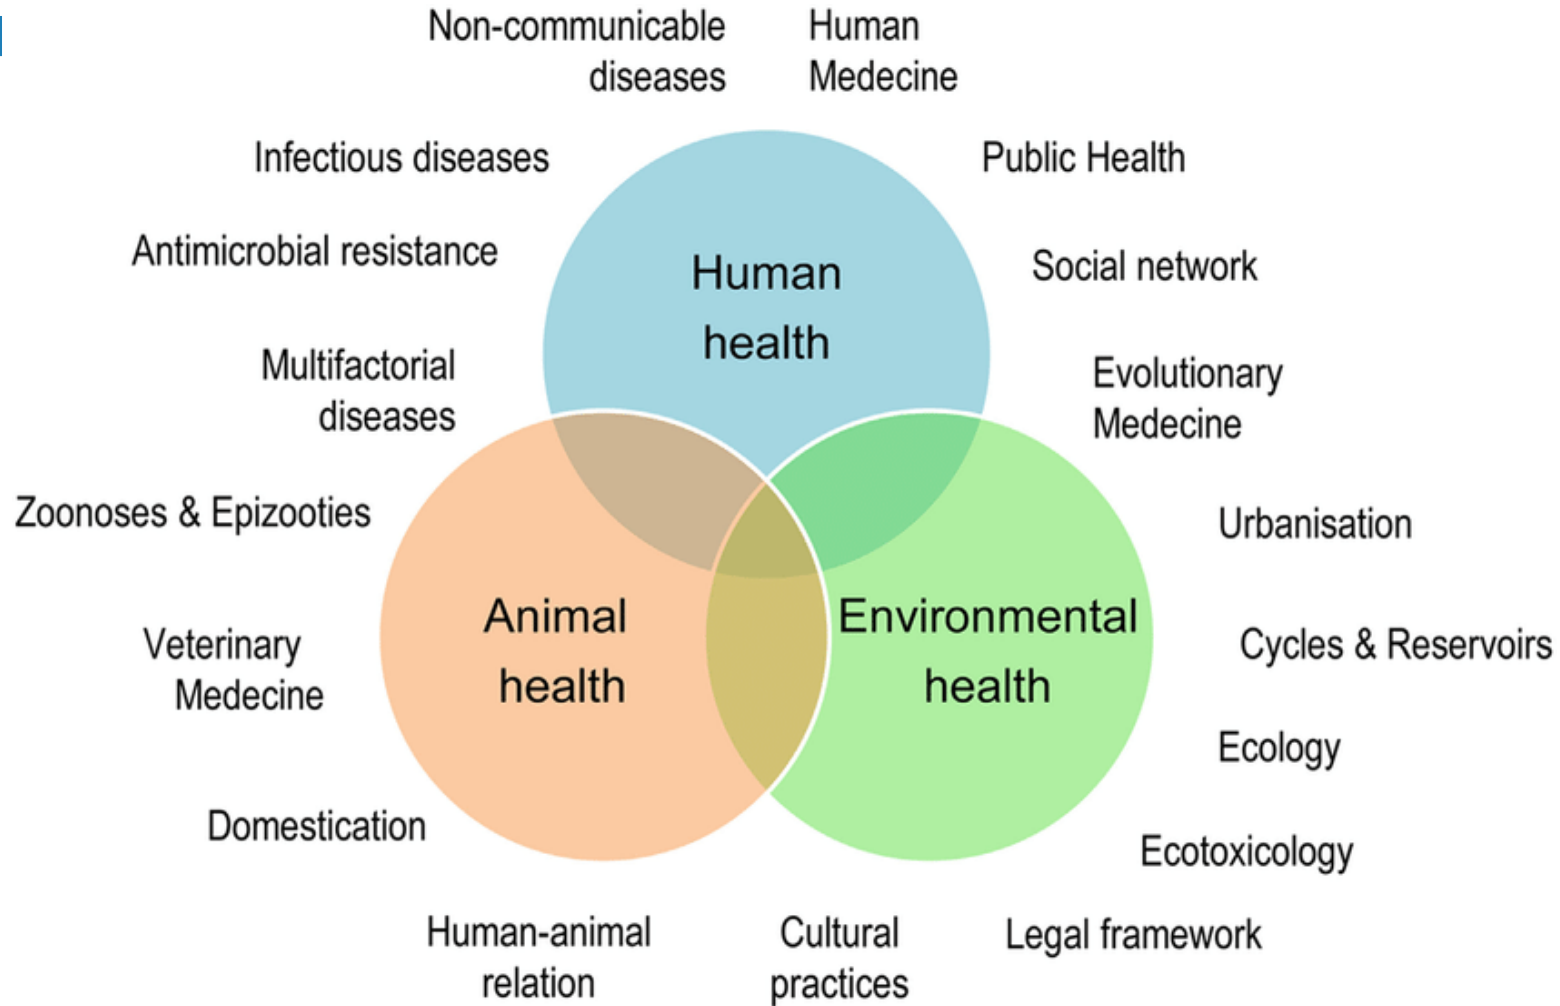 Non-communicable
diseases
Human
Medecine
Infectious diseases
Public Health
Antimicrobial resistance
Social network
Human
health
Multifactorial
diseases
Evolutionary
Medecine
Zoonoses & Epizooties
Urbanisation
Animal
health
Environmental
health
Veterinary
Medecine
Cycles & Reservoirs
Ecology
Domestication
Ecotoxicology
Human-animal
relation
Cultural
practices
Legal framework